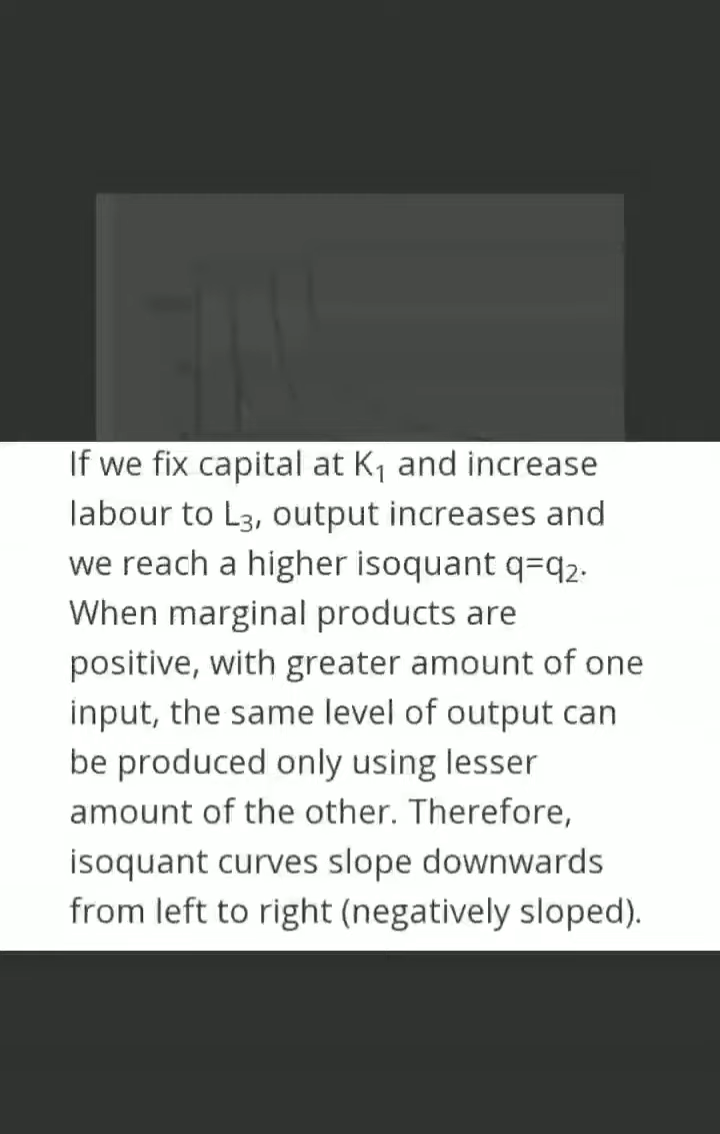 If we fix capital at K₁ and increase
labour to L₃, output increases and
we reach a higher isoquant q=q₂.
When marginal products are
positive, with greater amount of one
input, the same level of output can
be produced only using lesser
amount of the other. Therefore,
isoquant curves slope downwards
from left to right (negatively sloped).